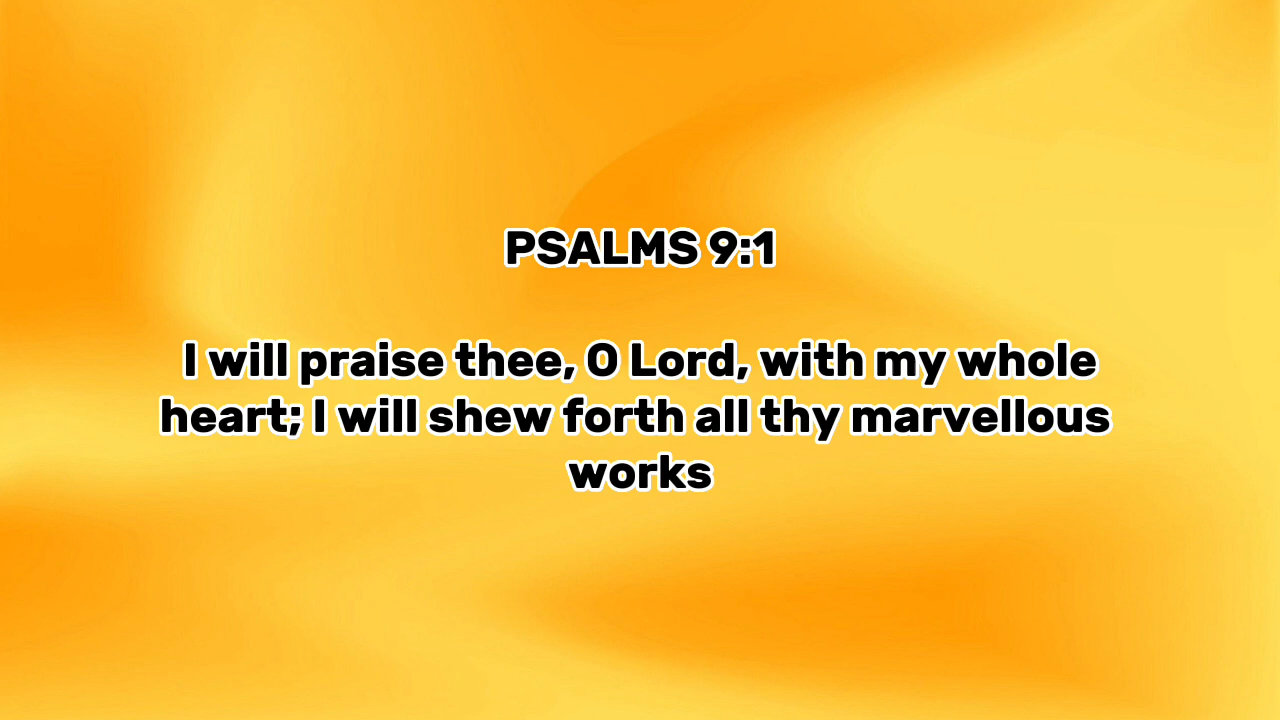 PSALMS 9:1
I will praise thee, O Lord, with my whole
heart; I will shew forth all thy marvellous
works